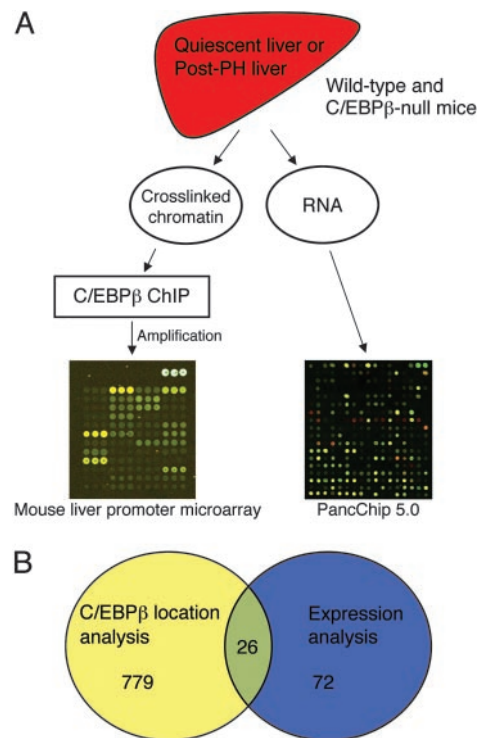 A
Quiescent liver or
Post-PH liver
Wild-type and
C/EBPβ-null mice
Crosslinked
chromatin
RNA
C/EBPβ ChIP
Amplification
Mouse liver promoter microarray
PancChip 5.0
B
C/EBPβ location
analysis
779
26
Expression
analysis
72